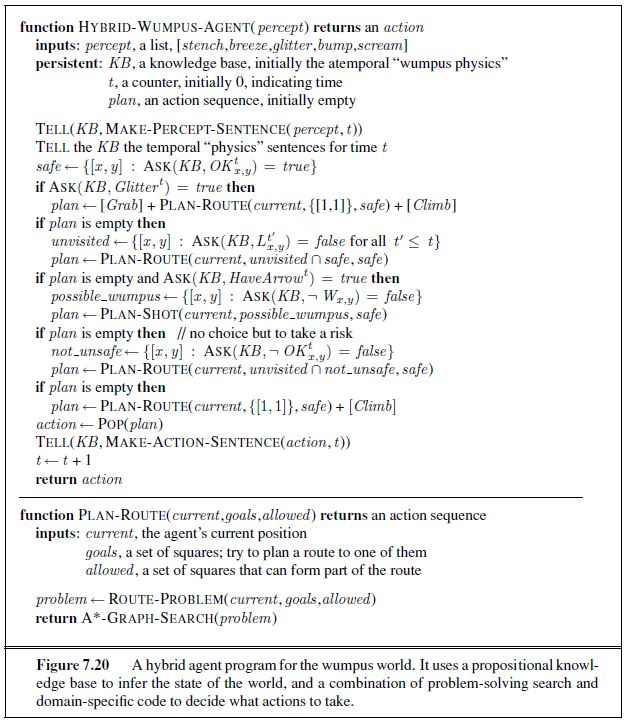 function HYBRID-WUMPUS-AGENT(percept) returns an action
inputs: percept, a list, [stench,breeze,glitter,bump,scream]
persistent: KB, a knowledge base, initially the atemporal “wumpus physics”
t, a counter, initially 0, indicating time
plan, an action sequence, initially empty
TELL(KB, MAKE-PERCEPT-SENTENCE(percept,t))
TELL the KB the temporal “physics” sentences for time t
safe ← {[x, y] : ASK(KB, OK^t_{x,y}) = true}
if ASK(KB, Glitter^t) = true then
plan ← [Grab] + PLAN-ROUTE(current, {[1,1]}, safe) + [Climb]
if plan is empty then
unvisited ← {[x, y] : ASK(KB, L^{t′}_{x,y}) = false for all t′ ≤ t}
plan ← PLAN-ROUTE(current, unvisited ∩ safe, safe)
if plan is empty and ASK(KB, HaveArrow^t) = true then
possible_wumpus ← {[x, y] : ASK(KB, ¬ W_{x,y}) = false}
plan ← PLAN-SHOT(current, possible_wumpus, safe)
if plan is empty then // no choice but to take a risk
not_unsafe ← {[x, y] : ASK(KB, ¬ OK^t_{x,y}) = false}
plan ← PLAN-ROUTE(current, unvisited ∩ not_unsafe, safe)
if plan is empty then
plan ← PLAN-ROUTE(current, {[1, 1]}, safe) + [Climb]
action ← POP(plan)
TELL(KB, MAKE-ACTION-SENTENCE(action, t))
t ← t + 1
return action
function PLAN-ROUTE(current,goals,allowed) returns an action sequence
inputs: current, the agent’s current position
goals, a set of squares; try to plan a route to one of them
allowed, a set of squares that can form part of the route
problem ← ROUTE-PROBLEM(current, goals,allowed)
return A*-GRAPH-SEARCH(problem)
Figure 7.20 A hybrid agent program for the wumpus world. It uses a propositional knowl-
edge base to infer the state of the world, and a combination of problem-solving search and
domain-specific code to decide what actions to take.